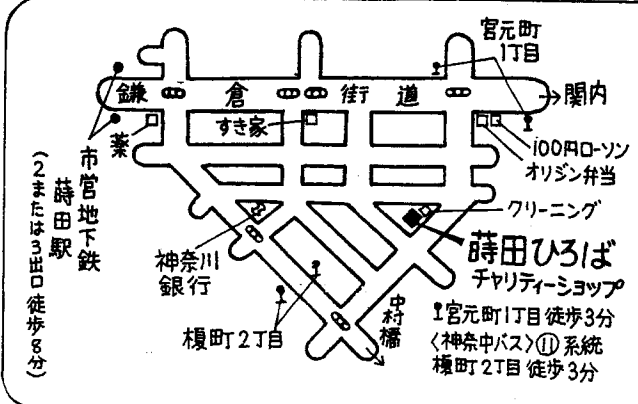 宮元町
1丁目
鎌倉街道
→関内
すき家
薬
100円ローソン
オリジン弁当
クリーニング
市営地下鉄
蒔田駅
(2または3出口 徒歩8分)
神奈川
銀行
蒔田ひろば
チャリティーショップ
榎町2丁目
中村橋
宮元町1丁目 徒歩3分
〈神奈中バス〉⑪系統
榎町2丁目 徒歩3分